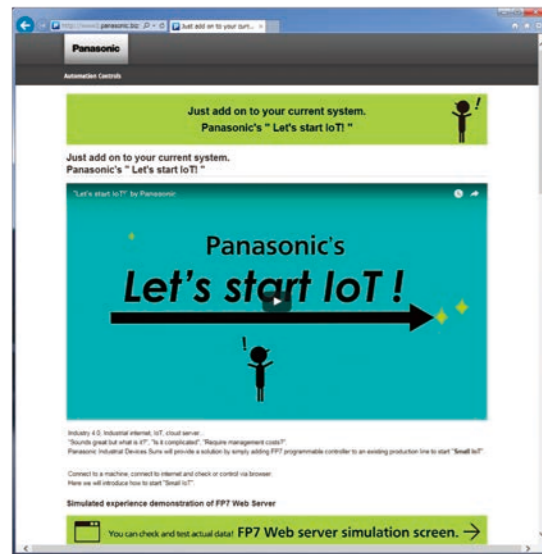 http://www3.panasonic.biz
Just add on to your curr...
Panasonic
Automation Controls
Just add on to your current system.
Panasonic's " Let's start IoT! "
!
Just add on to your current system.
Panasonic's " Let's start IoT! "
"Let's start IoT!" by Panasonic
Panasonic's
Let's start IoT !
!
Industry 4.0, Industrial internet, IoT, cloud server...
"Sounds great but what is it?", "Is it complicated", "Require management costs?".
Panasonic Industrial Devices Sunx will provide a solution by simply adding FP7 programmable controller to an existing production line to start "Small IoT"
Connect to a machine, connect to internet and check or control via browser.
Here we will introduce how to start "Small IoT".
Simulated experience demonstration of FP7 Web Server
You can check and test actual data! FP7 Web server simulation screen. →